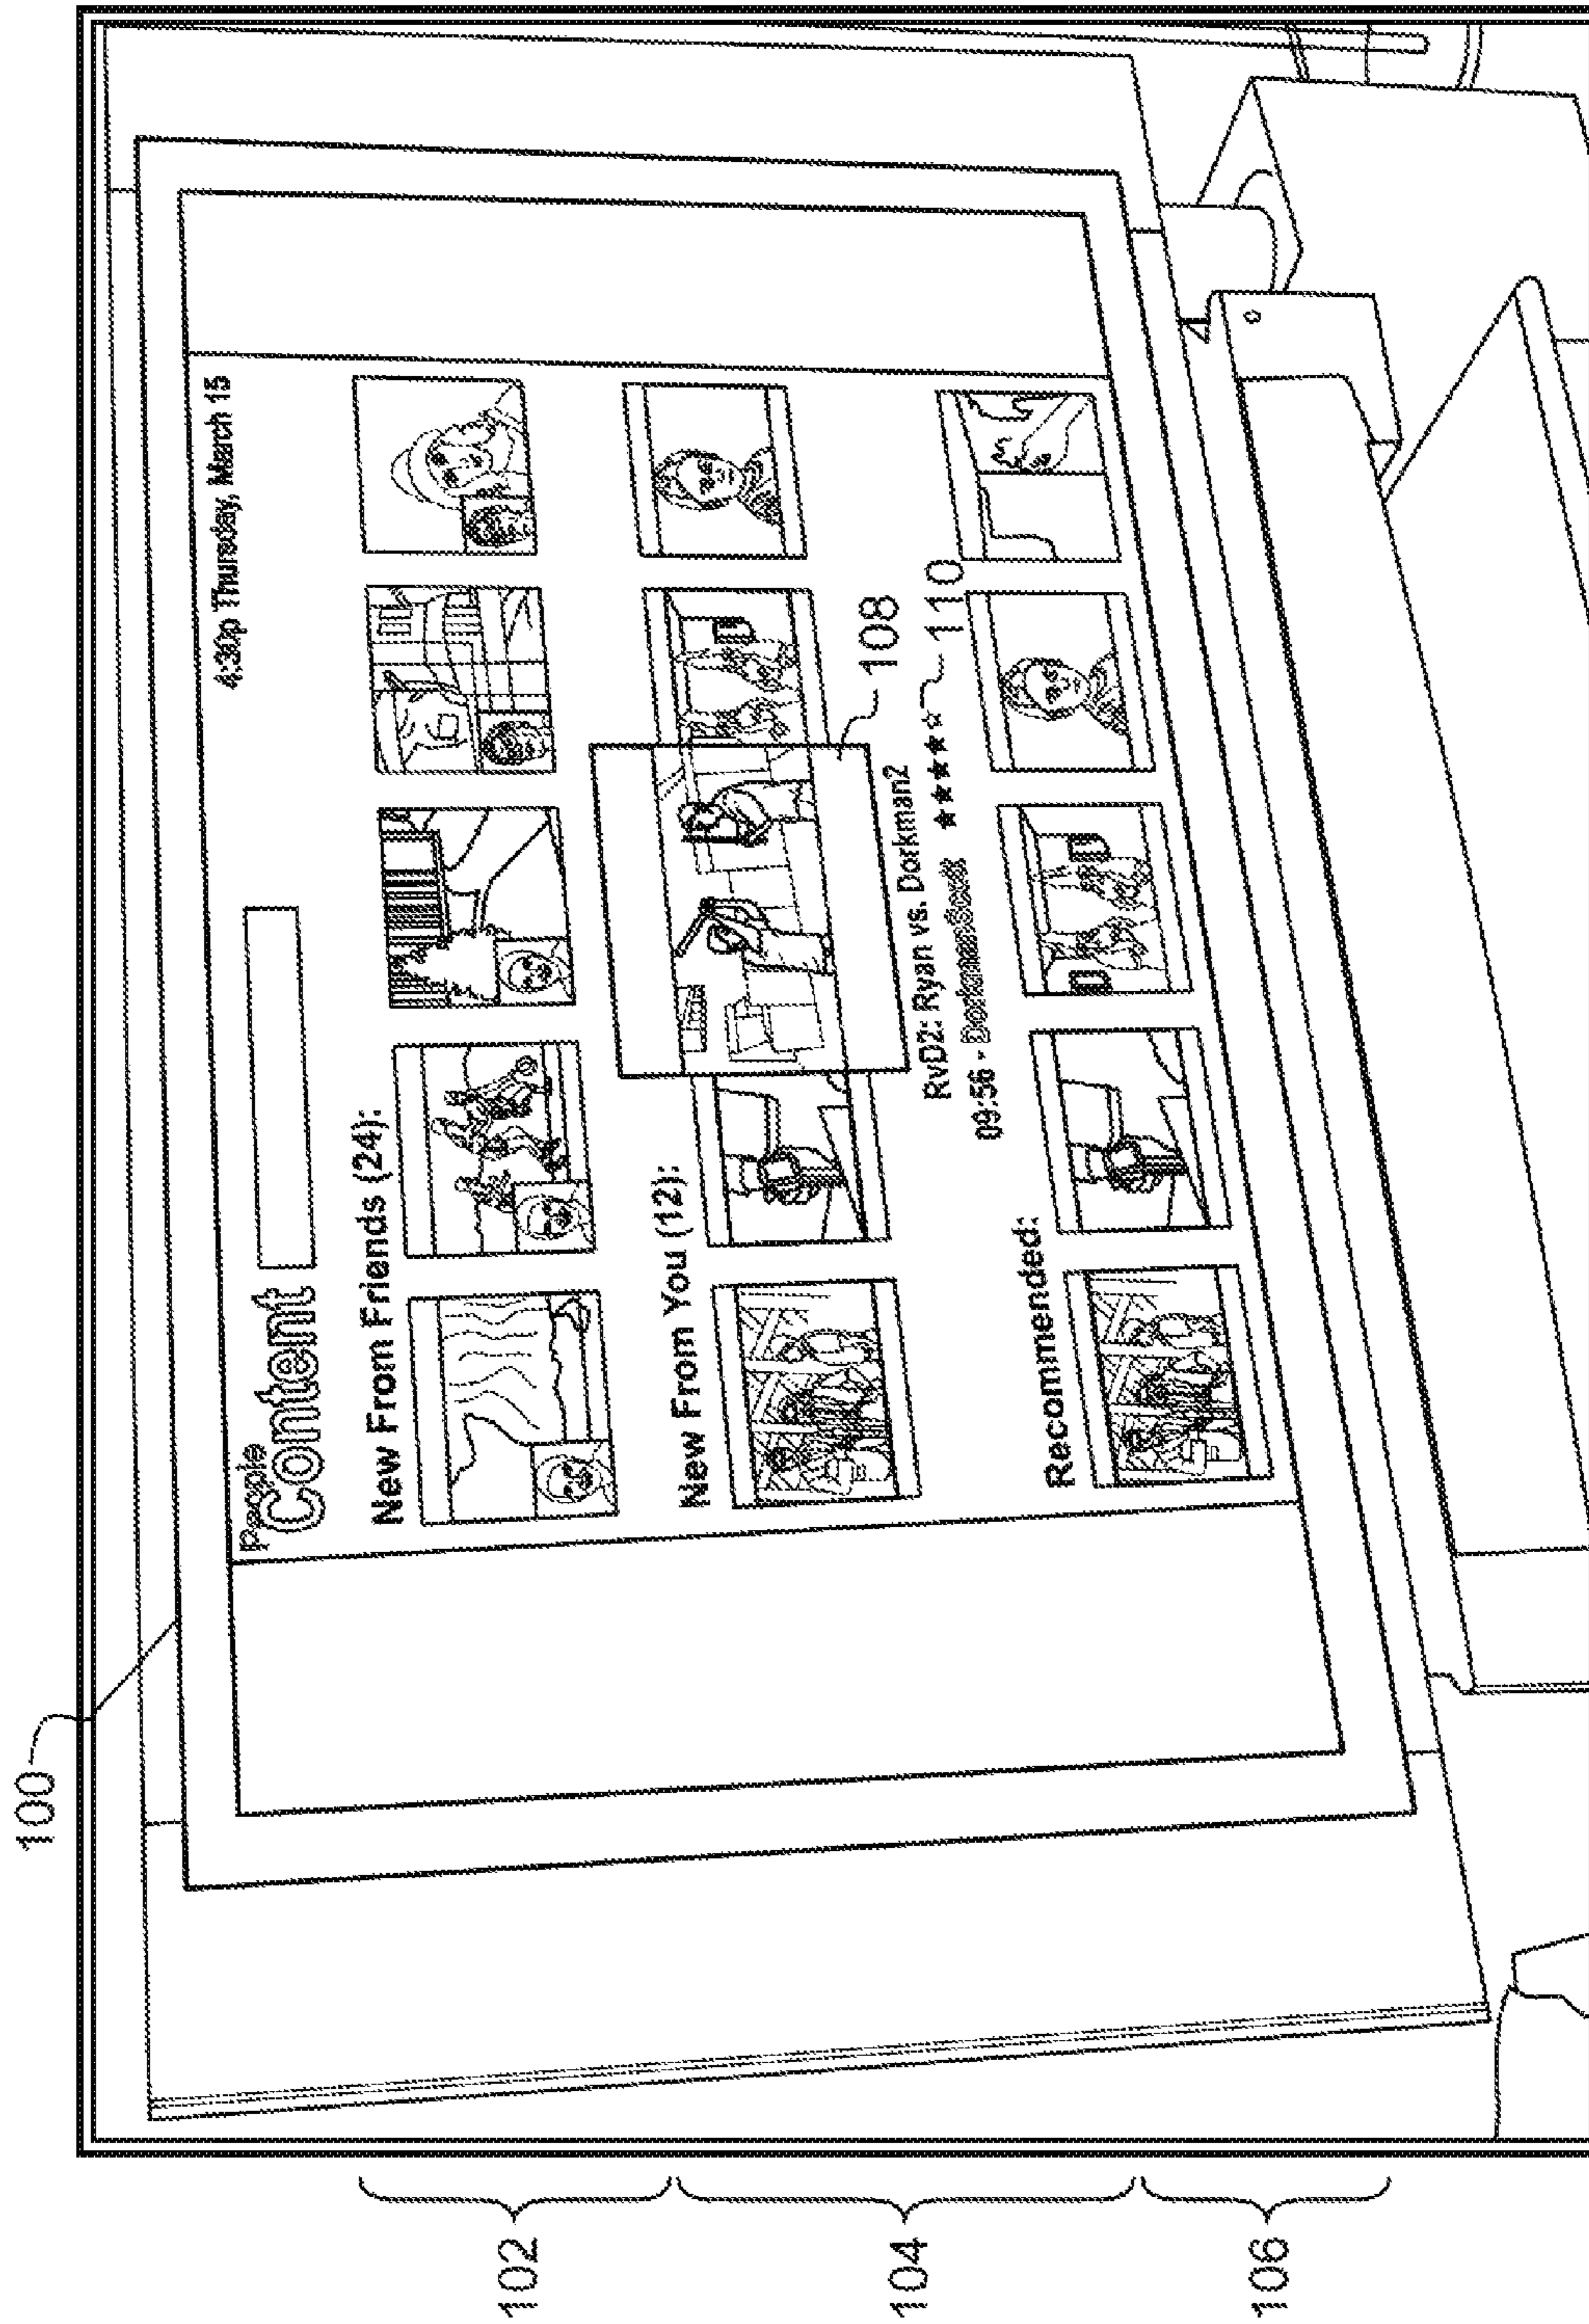 100
People
Content
4:30p Thursday, March 15
New From Friends (24):
102
New From You (12):
104
108
RvD2: Ryan vs. Dorkman2
09:56 - DorkmanScott ★★★★☆
110
Recommended:
106